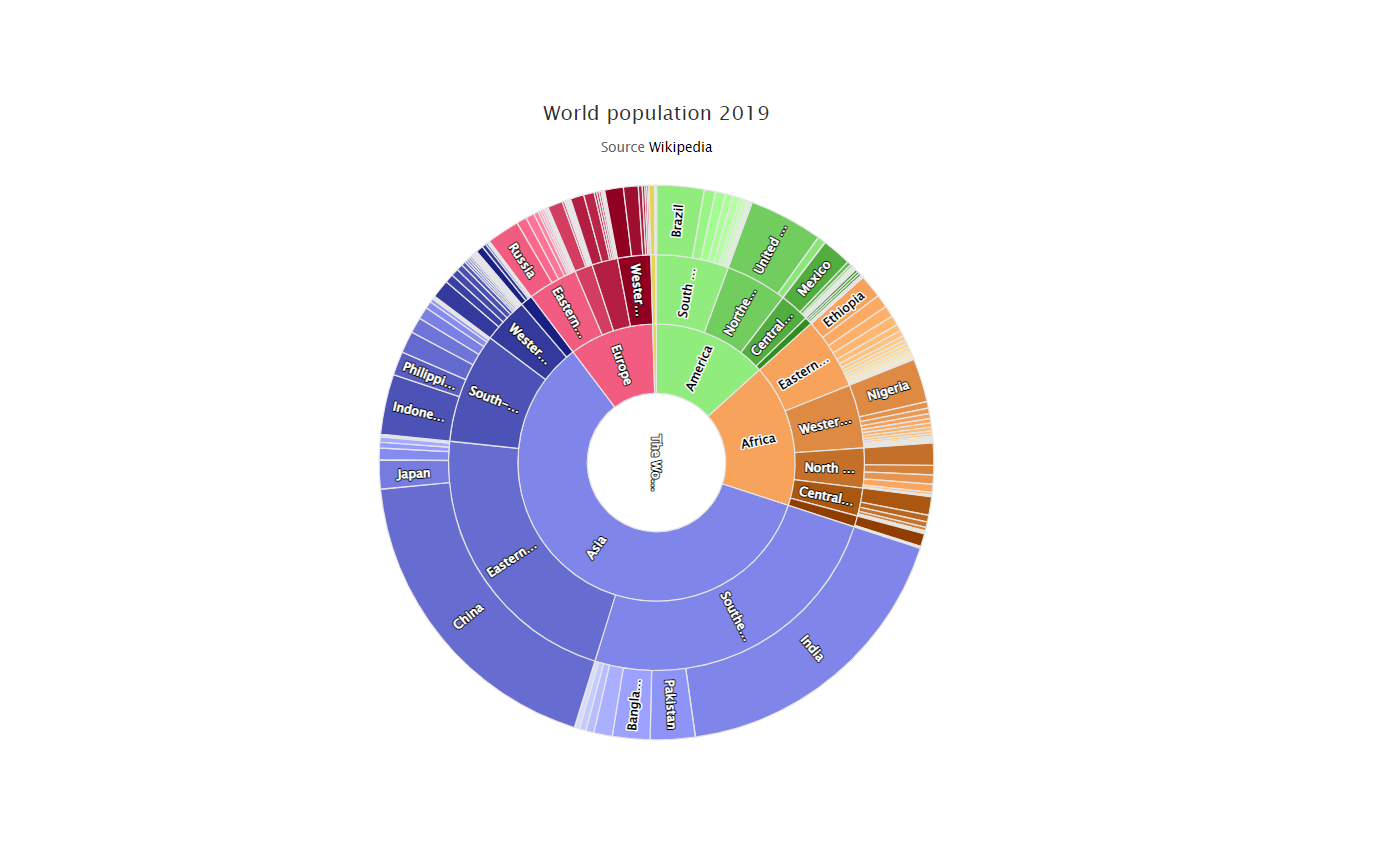 World population 2019
Source Wikipedia
The Wo...
America
South ...
Brazil
Northe...
United ...
Central...
Mexico
Africa
Eastern...
Ethiopia
Wester...
Nigeria
North ...
Central...
Asia
Southe...
India
Pakistan
Bangla...
Eastern...
China
Japan
South-...
Indone...
Philippi...
Wester...
Europe
Eastern...
Russia
Wester...